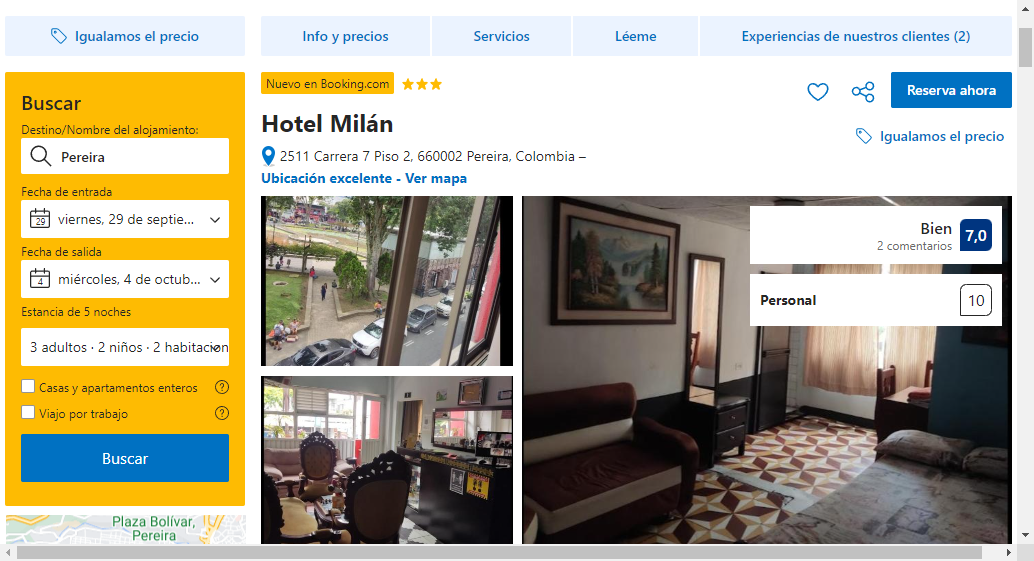 Igualamos el precio
Info y precios
Servicios
Léeme
Experiencias de nuestros clientes (2)
Buscar
Destino/Nombre del alojamiento:
Pereira
Fecha de entrada
29
viernes, 29 de septie...
Fecha de salida
4
miércoles, 4 de octub...
Estancia de 5 noches
3 adultos · 2 niños · 2 habitacion
Casas y apartamentos enteros
Viajo por trabajo
Buscar
Plaza Bolívar,
Pereira
Nuevo en Booking.com
Reserva ahora
Hotel Milán
Igualamos el precio
2511 Carrera 7 Piso 2, 660002 Pereira, Colombia –
Ubicación excelente - Ver mapa
Bien
7,0
2 comentarios
Personal
10